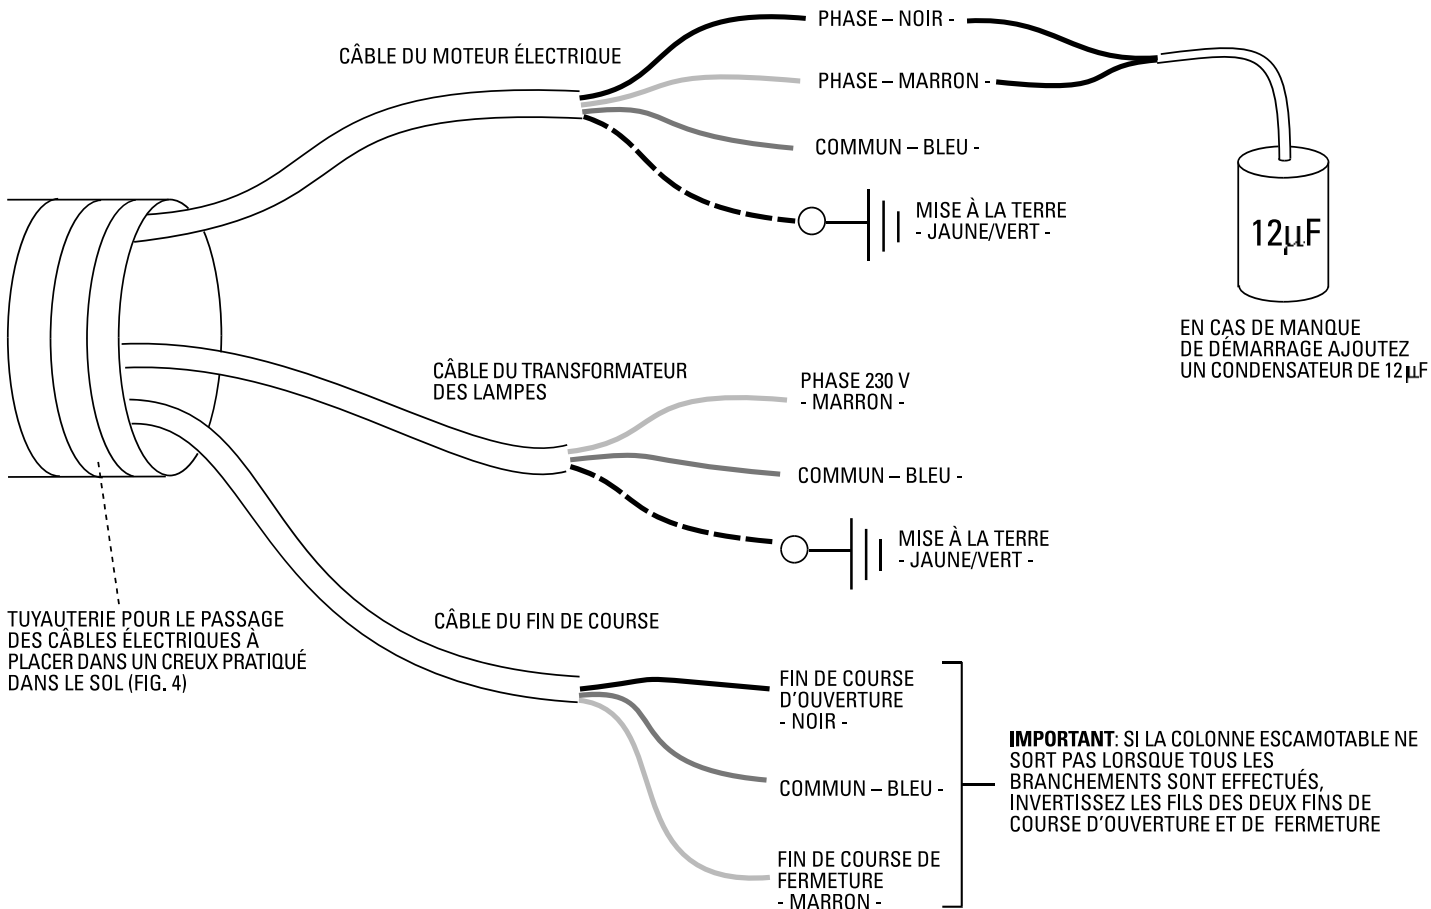 PHASE – NOIR -
CÂBLE DU MOTEUR ÉLECTRIQUE
PHASE – MARRON -
COMMUN – BLEU -
MISE À LA TERRE
- JAUNE/VERT -
12µF
EN CAS DE MANQUE
DE DÉMARRAGE AJOUTEZ
UN CONDENSATEUR DE 12µF
CÂBLE DU TRANSFORMATEUR
DES LAMPES
PHASE 230 V
- MARRON -
COMMUN – BLEU -
MISE À LA TERRE
- JAUNE/VERT -
TUYAUTERIE POUR LE PASSAGE
DES CÂBLES ÉLECTRIQUES À
PLACER DANS UN CREUX PRATIQUÉ
DANS LE SOL (FIG. 4)
CÂBLE DU FIN DE COURSE
FIN DE COURSE
D'OUVERTURE
- NOIR -
COMMUN – BLEU -
FIN DE COURSE DE
FERMETURE
- MARRON -
IMPORTANT: SI LA COLONNE ESCAMOTABLE NE
SORT PAS LORSQUE TOUS LES
BRANCHEMENTS SONT EFFECTUÉS,
INVERTISSEZ LES FILS DES DEUX FINS DE
COURSE D'OUVERTURE ET DE FERMETURE